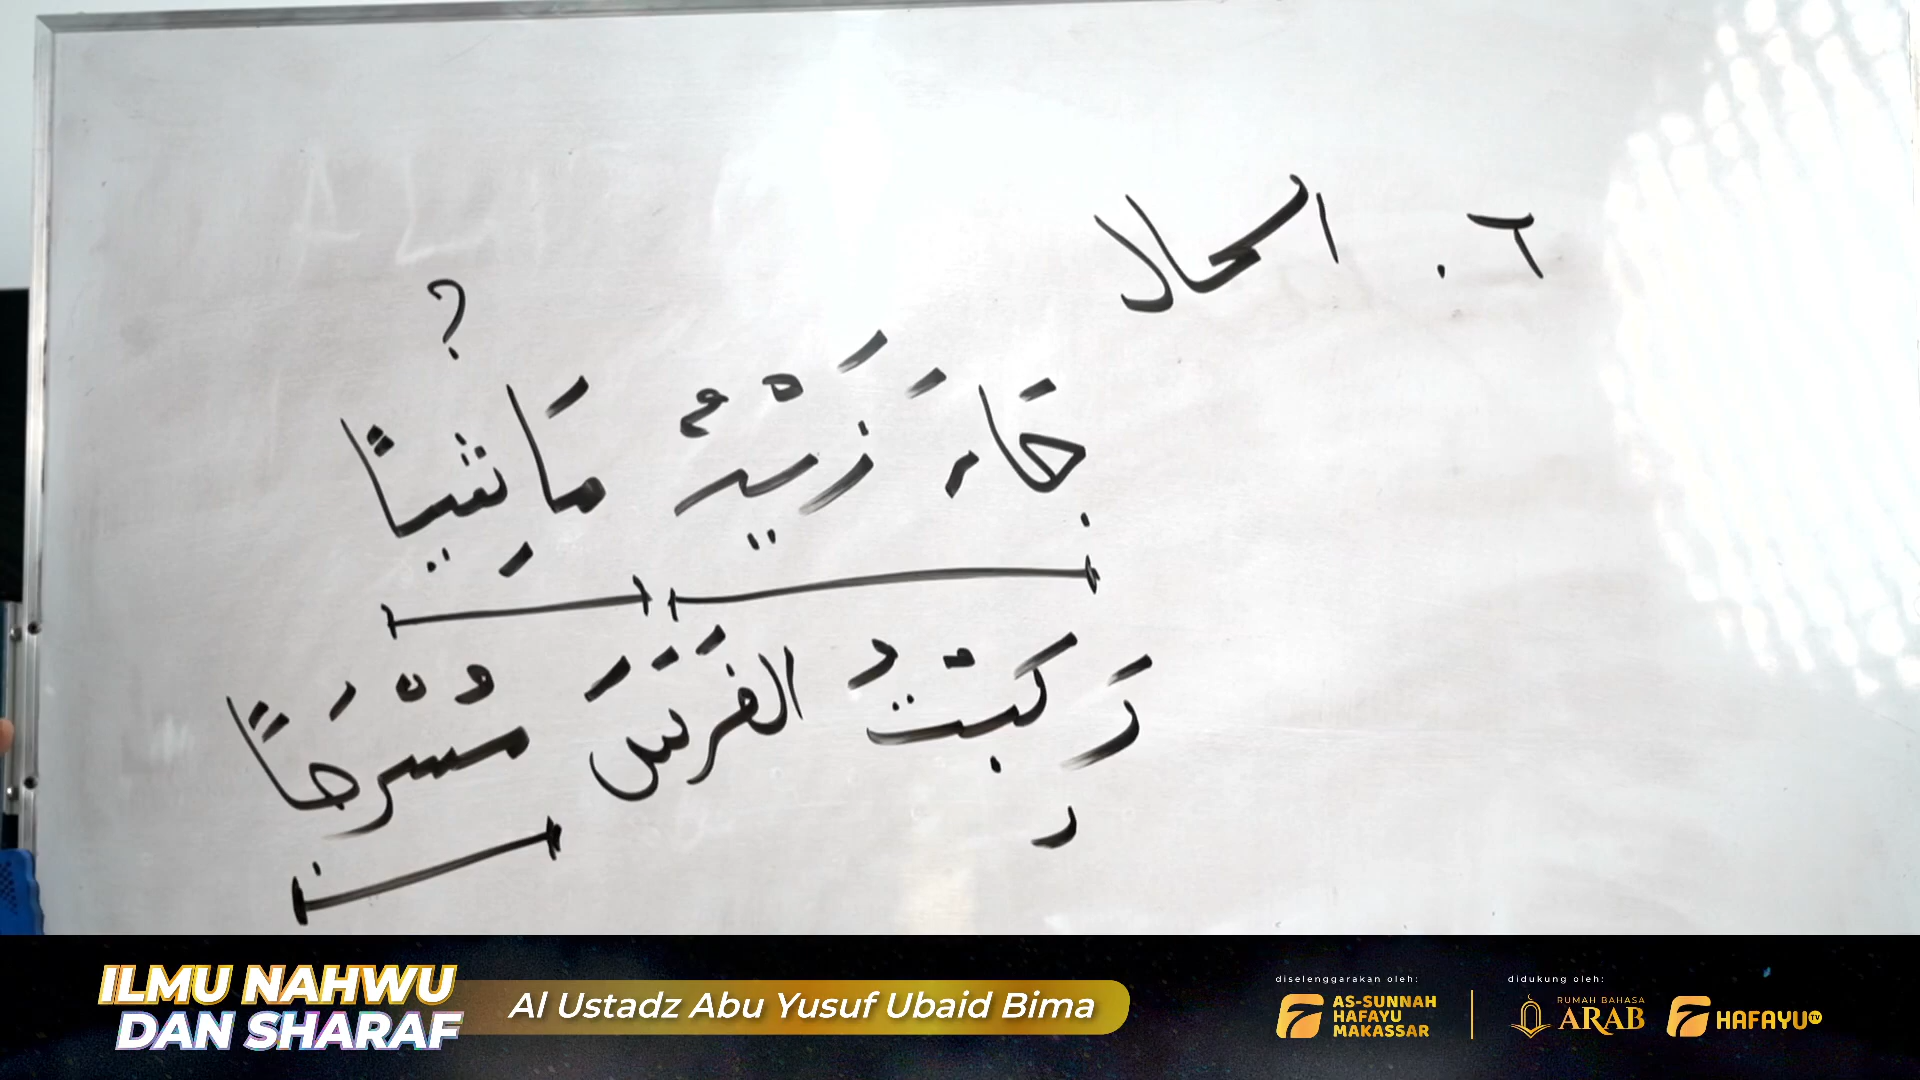 ٦. الحال
؟
جَاءَ زَيْدٌ مَاشِيًا
رَكِبْتُ الفَرَسَ مُسْرَجًا
ILMU NAHWU
DAN SHARAF
Al Ustadz Abu Yusuf Ubaid Bima
diselenggarakan oleh:
AS-SUNNAH
HAFAYU
MAKASSAR
didukung oleh:
RUMAH BAHASA
ARAB
HAFAYU TV